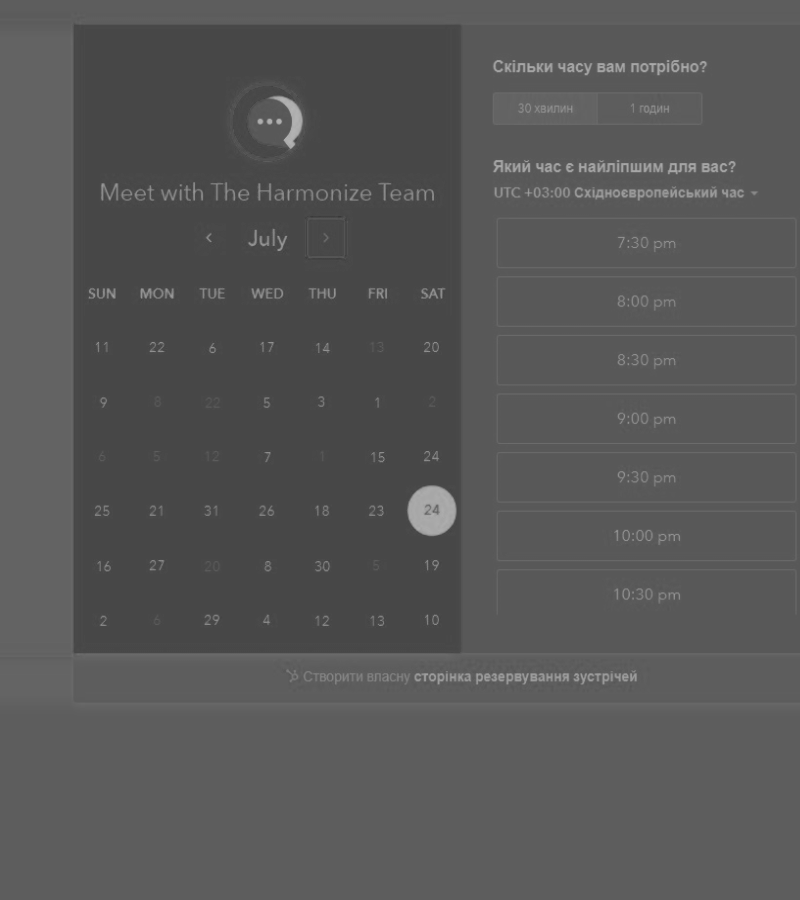 Meet with The Harmonize Team
July
SUN MON TUE WED THU FRI SAT
11 22 6 17 14 13 20
9 8 22 5 3 1 2
6 5 12 7 1 15 24
25 21 31 26 18 23 24
16 27 20 8 30 5 19
2 6 29 4 12 13 10
Скільки часу вам потрібно?
30 хвилин 1 годин
Який час є найліпшим для вас?
UTC +03:00 Східноєвропейський час
7:30 pm
8:00 pm
8:30 pm
9:00 pm
9:30 pm
10:00 pm
10:30 pm
Створити власну сторінка резервування зустрічей